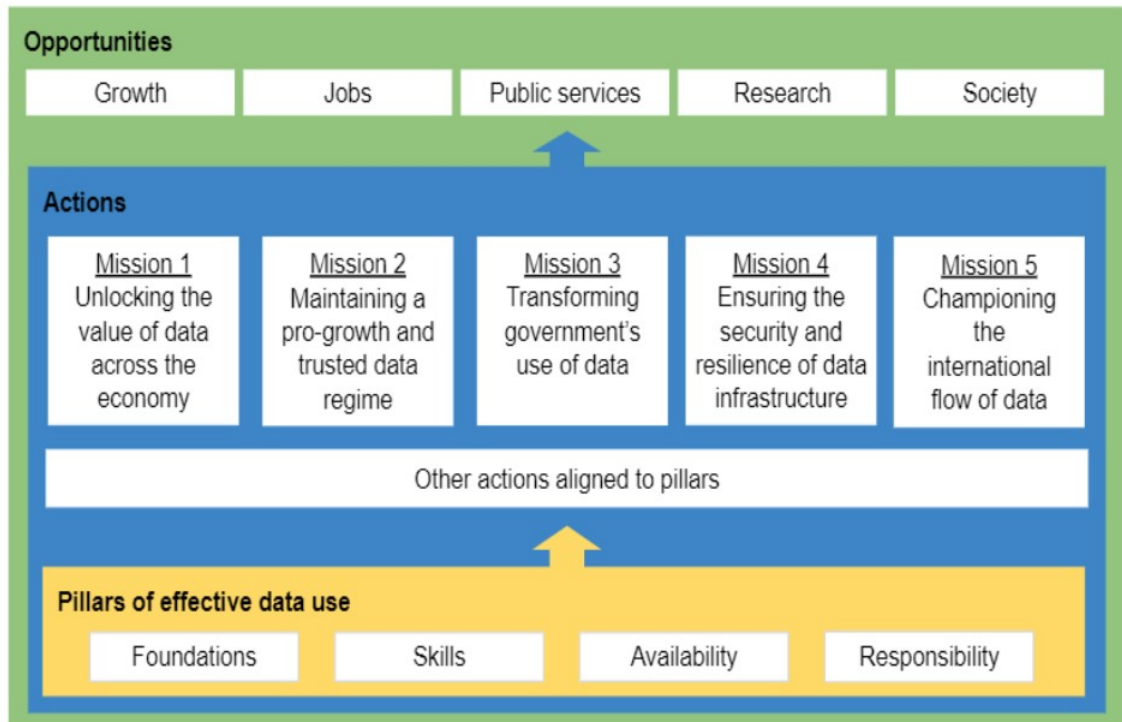 Opportunities
Growth
Jobs
Public services
Research
Society
Actions
Mission 1
Unlocking the
value of data
across the
economy
Mission 2
Maintaining a
pro-growth and
trusted data
regime
Mission 3
Transforming
government's
use of data
Mission 4
Ensuring the
security and
resilience of data
infrastructure
Mission 5
Championing
the
international
flow of data
Other actions aligned to pillars
Pillars of effective data use
Foundations
Skills
Availability
Responsibility